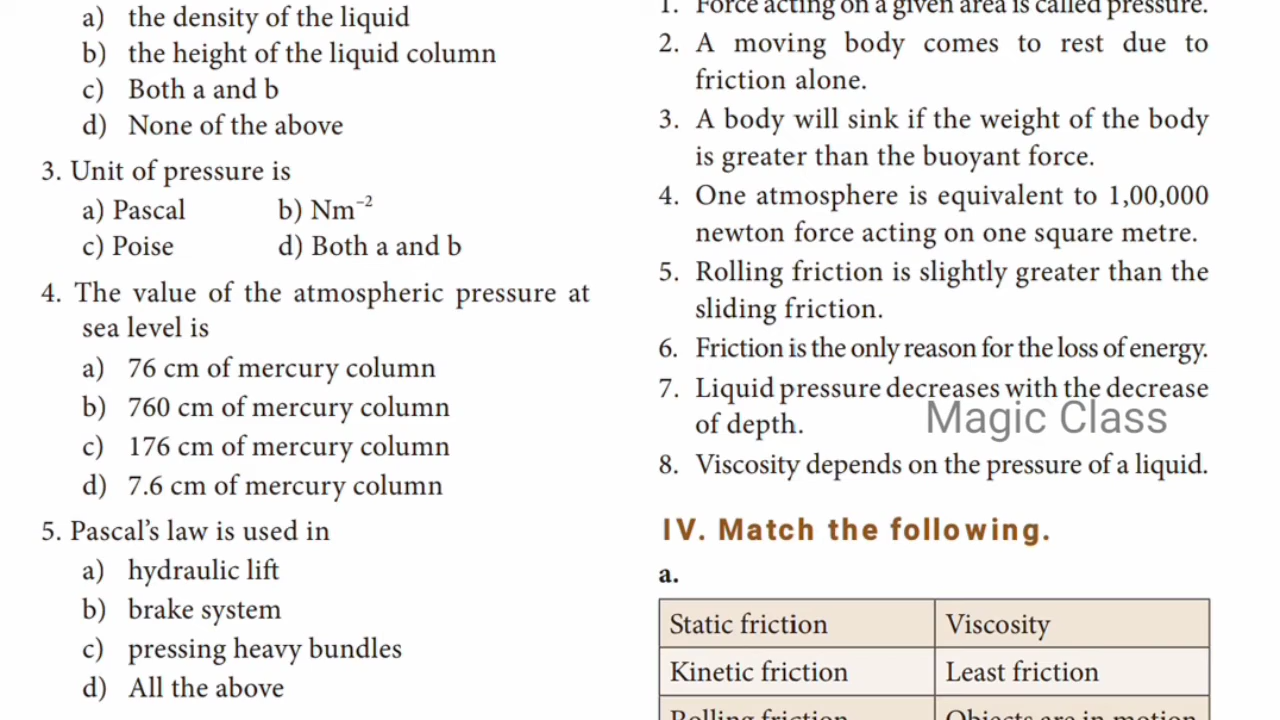 a) the density of the liquid
b) the height of the liquid column
c) Both a and b
d) None of the above
3. Unit of pressure is
a) Pascal b) Nm⁻²
c) Poise d) Both a and b
4. The value of the atmospheric pressure at
sea level is
a) 76 cm of mercury column
b) 760 cm of mercury column
c) 176 cm of mercury column
d) 7.6 cm of mercury column
5. Pascal's law is used in
a) hydraulic lift
b) brake system
c) pressing heavy bundles
d) All the above
1. Force acting on a given area is called pressure.
2. A moving body comes to rest due to
friction alone.
3. A body will sink if the weight of the body
is greater than the buoyant force.
4. One atmosphere is equivalent to 1,00,000
newton force acting on one square metre.
5. Rolling friction is slightly greater than the
sliding friction.
6. Friction is the only reason for the loss of energy.
7. Liquid pressure decreases with the decrease
of depth.
Magic Class
8. Viscosity depends on the pressure of a liquid.
IV. Match the following.
a.
Static friction Viscosity
Kinetic friction Least friction
Rolling friction Objects are in motion